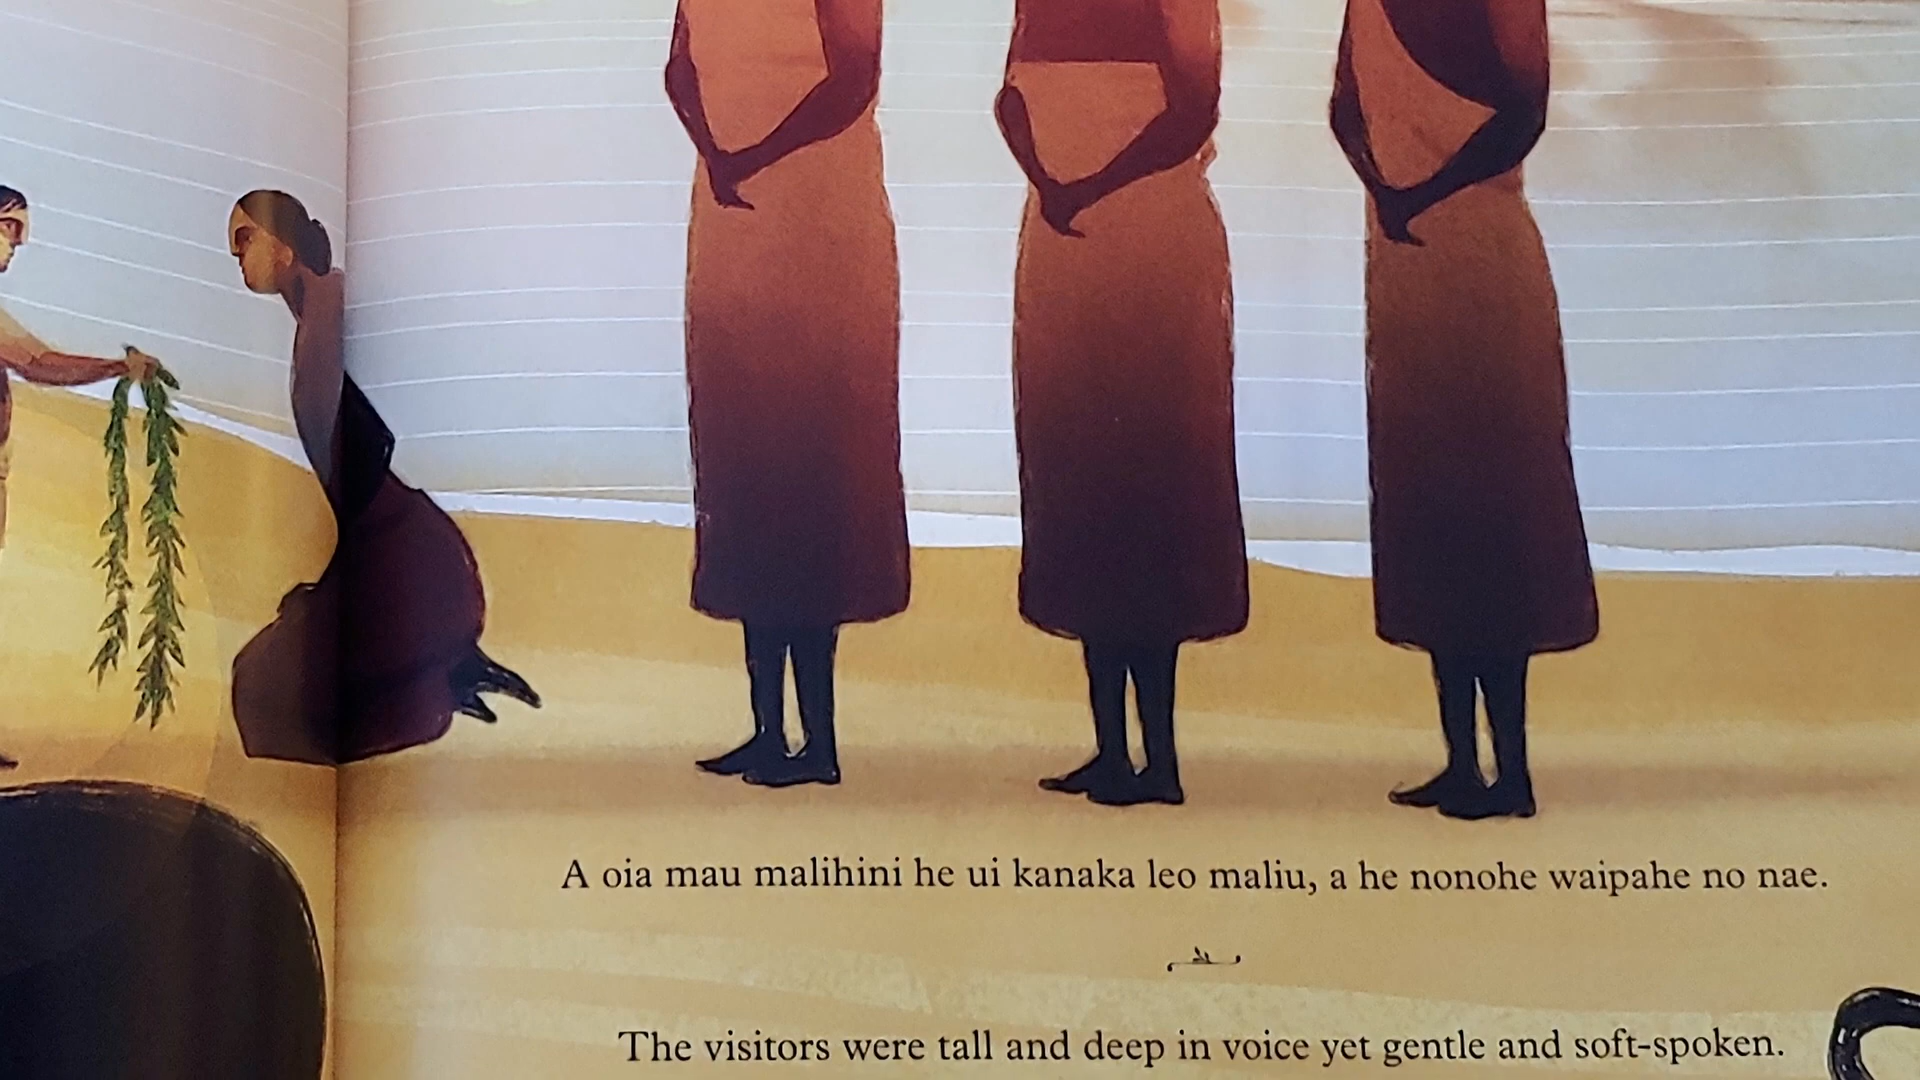 A oia mau malihini he ui kanaka leo maliu, a he nonohe waipahe no nae.
The visitors were tall and deep in voice yet gentle and soft-spoken.